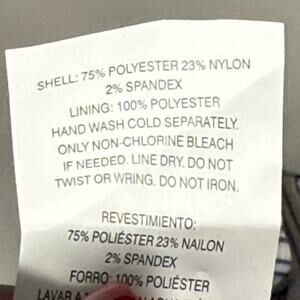 SHELL: 75% POLYESTER 23% NYLON
2% SPANDEX
LINING: 100% POLYESTER
HAND WASH COLD SEPARATELY.
ONLY NON-CHLORINE BLEACH
IF NEEDED. LINE DRY. DO NOT
TWIST OR WRING. DO NOT IRON.
REVESTIMIENTO:
75% POLIÉSTER 23% NAILON
2% SPANDEX
FORRO: 100% POLIÉSTER
LAVAR A